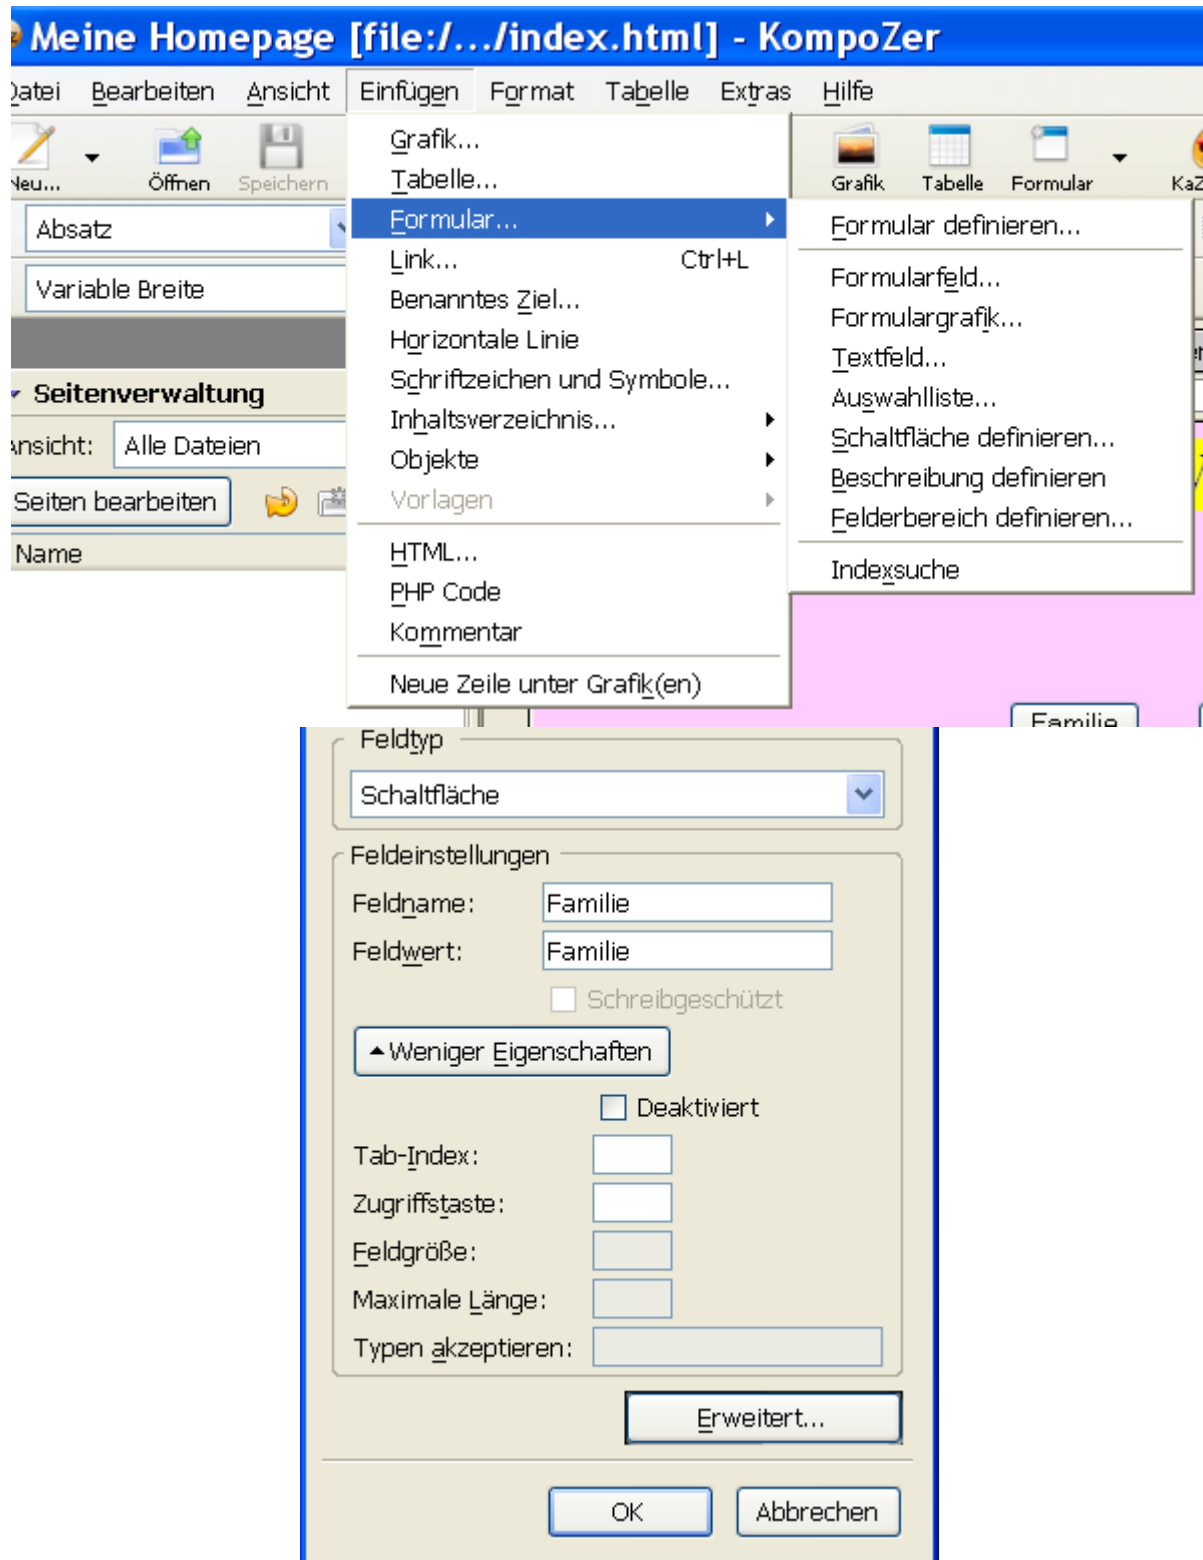 Meine Homepage [file:/.../index.html] - KompoZer
Datei Bearbeiten Ansicht Einfügen Format Tabelle Extras Hilfe
Neu... Öffnen Speichern Grafik Tabelle Formular KaZ
Absatz
Variable Breite
Seitenverwaltung
Ansicht: Alle Dateien
Seiten bearbeiten
Name
Grafik...
Tabelle...
Formular...
Link... Ctrl+L
Benanntes Ziel...
Horizontale Linie
Schriftzeichen und Symbole...
Inhaltsverzeichnis...
Objekte
Vorlagen
HTML...
PHP Code
Kommentar
Neue Zeile unter Grafik(en)
Formular definieren...
Formularfeld...
Formulargrafik...
Textfeld...
Auswahlliste...
Schaltfläche definieren...
Beschreibung definieren
Felderbereich definieren...
Indexsuche
Familie
Feldtyp
Schaltfläche
Feldeinstellungen
Feldname: Familie
Feldwert: Familie
Schreibgeschützt
Weniger Eigenschaften
Deaktiviert
Tab-Index:
Zugriffstaste:
Feldgröße:
Maximale Länge:
Typen akzeptieren:
Erweitert...
OK Abbrechen